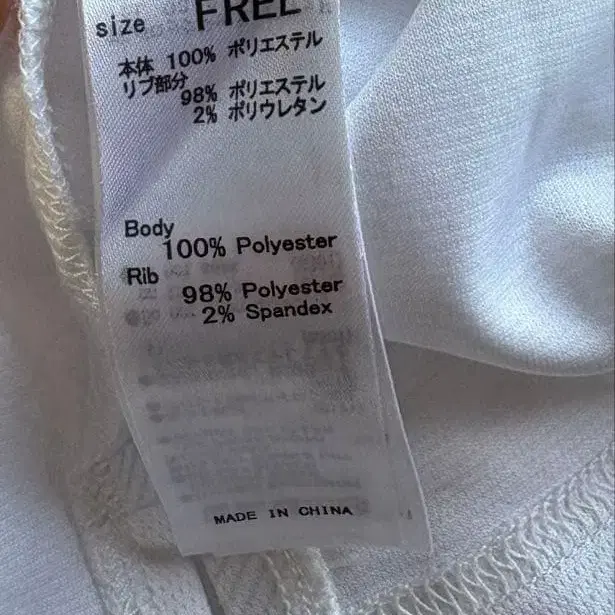 size FREE
本体 100% ポリエステル
リブ部分
98% ポリエステル
2% ポリウレタン
Body
100% Polyester
Rib
98% Polyester
2% Spandex
MADE IN CHINA